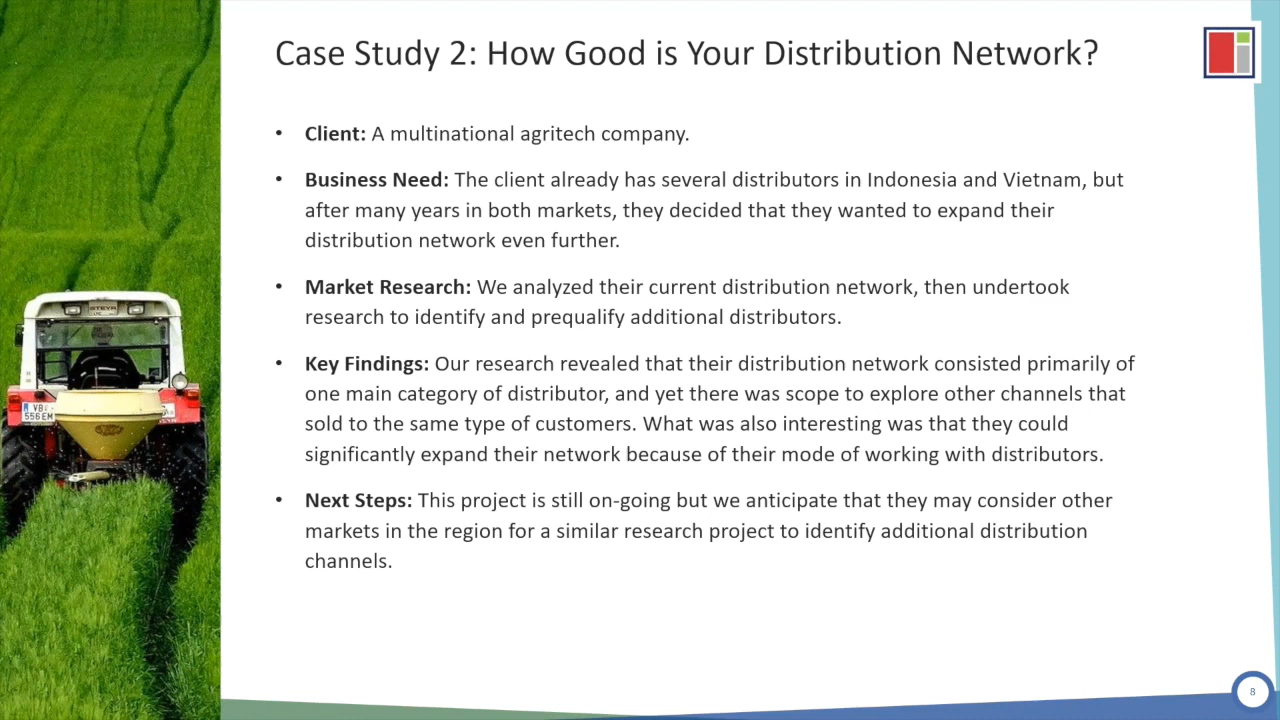 Case Study 2: How Good is Your Distribution Network?
• Client: A multinational agritech company.
• Business Need: The client already has several distributors in Indonesia and Vietnam, but
after many years in both markets, they decided that they wanted to expand their
distribution network even further.
• Market Research: We analyzed their current distribution network, then undertook
research to identify and prequalify additional distributors.
• Key Findings: Our research revealed that their distribution network consisted primarily of
one main category of distributor, and yet there was scope to explore other channels that
sold to the same type of customers. What was also interesting was that they could
significantly expand their network because of their mode of working with distributors.
• Next Steps: This project is still on-going but we anticipate that they may consider other
markets in the region for a similar research project to identify additional distribution
channels.
STEYR
VB
556 EM
8